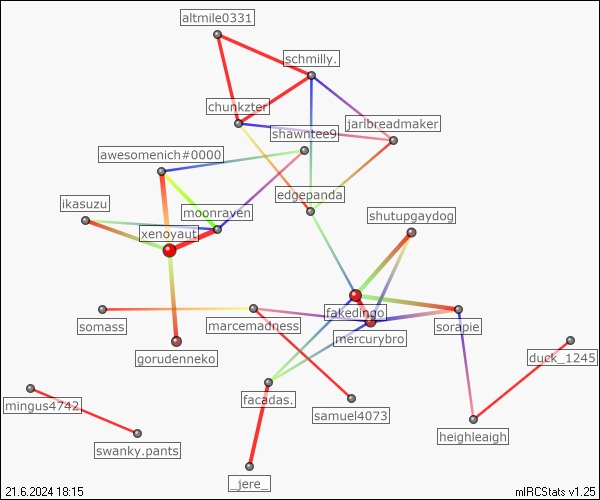 altmile0331
schmilly.
chunkzter
jarlbreadmaker
shawntee9
awesomenich#0000
edgepanda
ikasuzu
moonraven
shutupgaydog
xenoyaut
fakedingo
somass
marcemadness
sorapie
mercurybro
gorudenneko
duck_1245
facadas.
mingus4742
samuel4073
heighleaigh
swanky.pants
_jere_
21.6.2024 18:15
mIRCStats v1.25